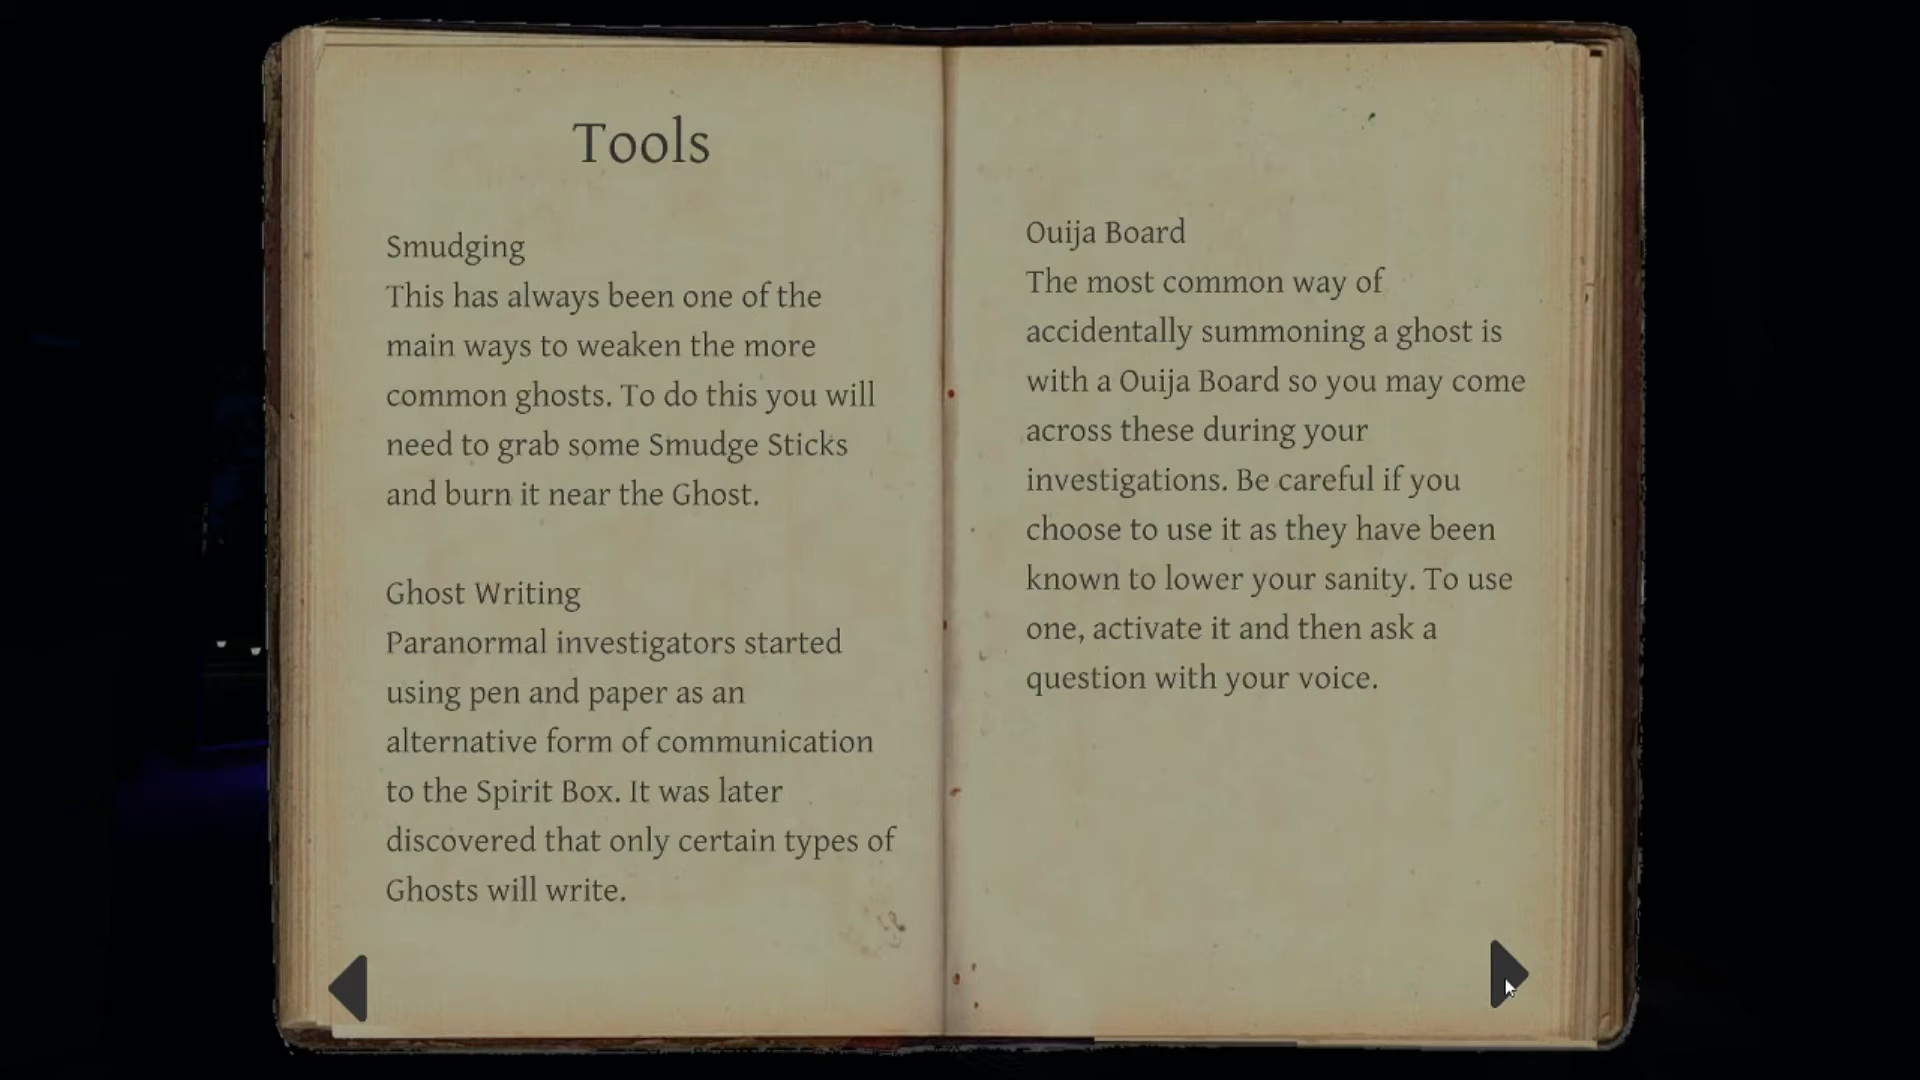 Tools
Smudging
This has always been one of the
main ways to weaken the more
common ghosts. To do this you will
need to grab some Smudge Sticks
and burn it near the Ghost.
Ghost Writing
Paranormal investigators started
using pen and paper as an
alternative form of communication
to the Spirit Box. It was later
discovered that only certain types of
Ghosts will write.
Ouija Board
The most common way of
accidentally summoning a ghost is
with a Ouija Board so you may come
across these during your
investigations. Be careful if you
choose to use it as they have been
known to lower your sanity. To use
one, activate it and then ask a
question with your voice.